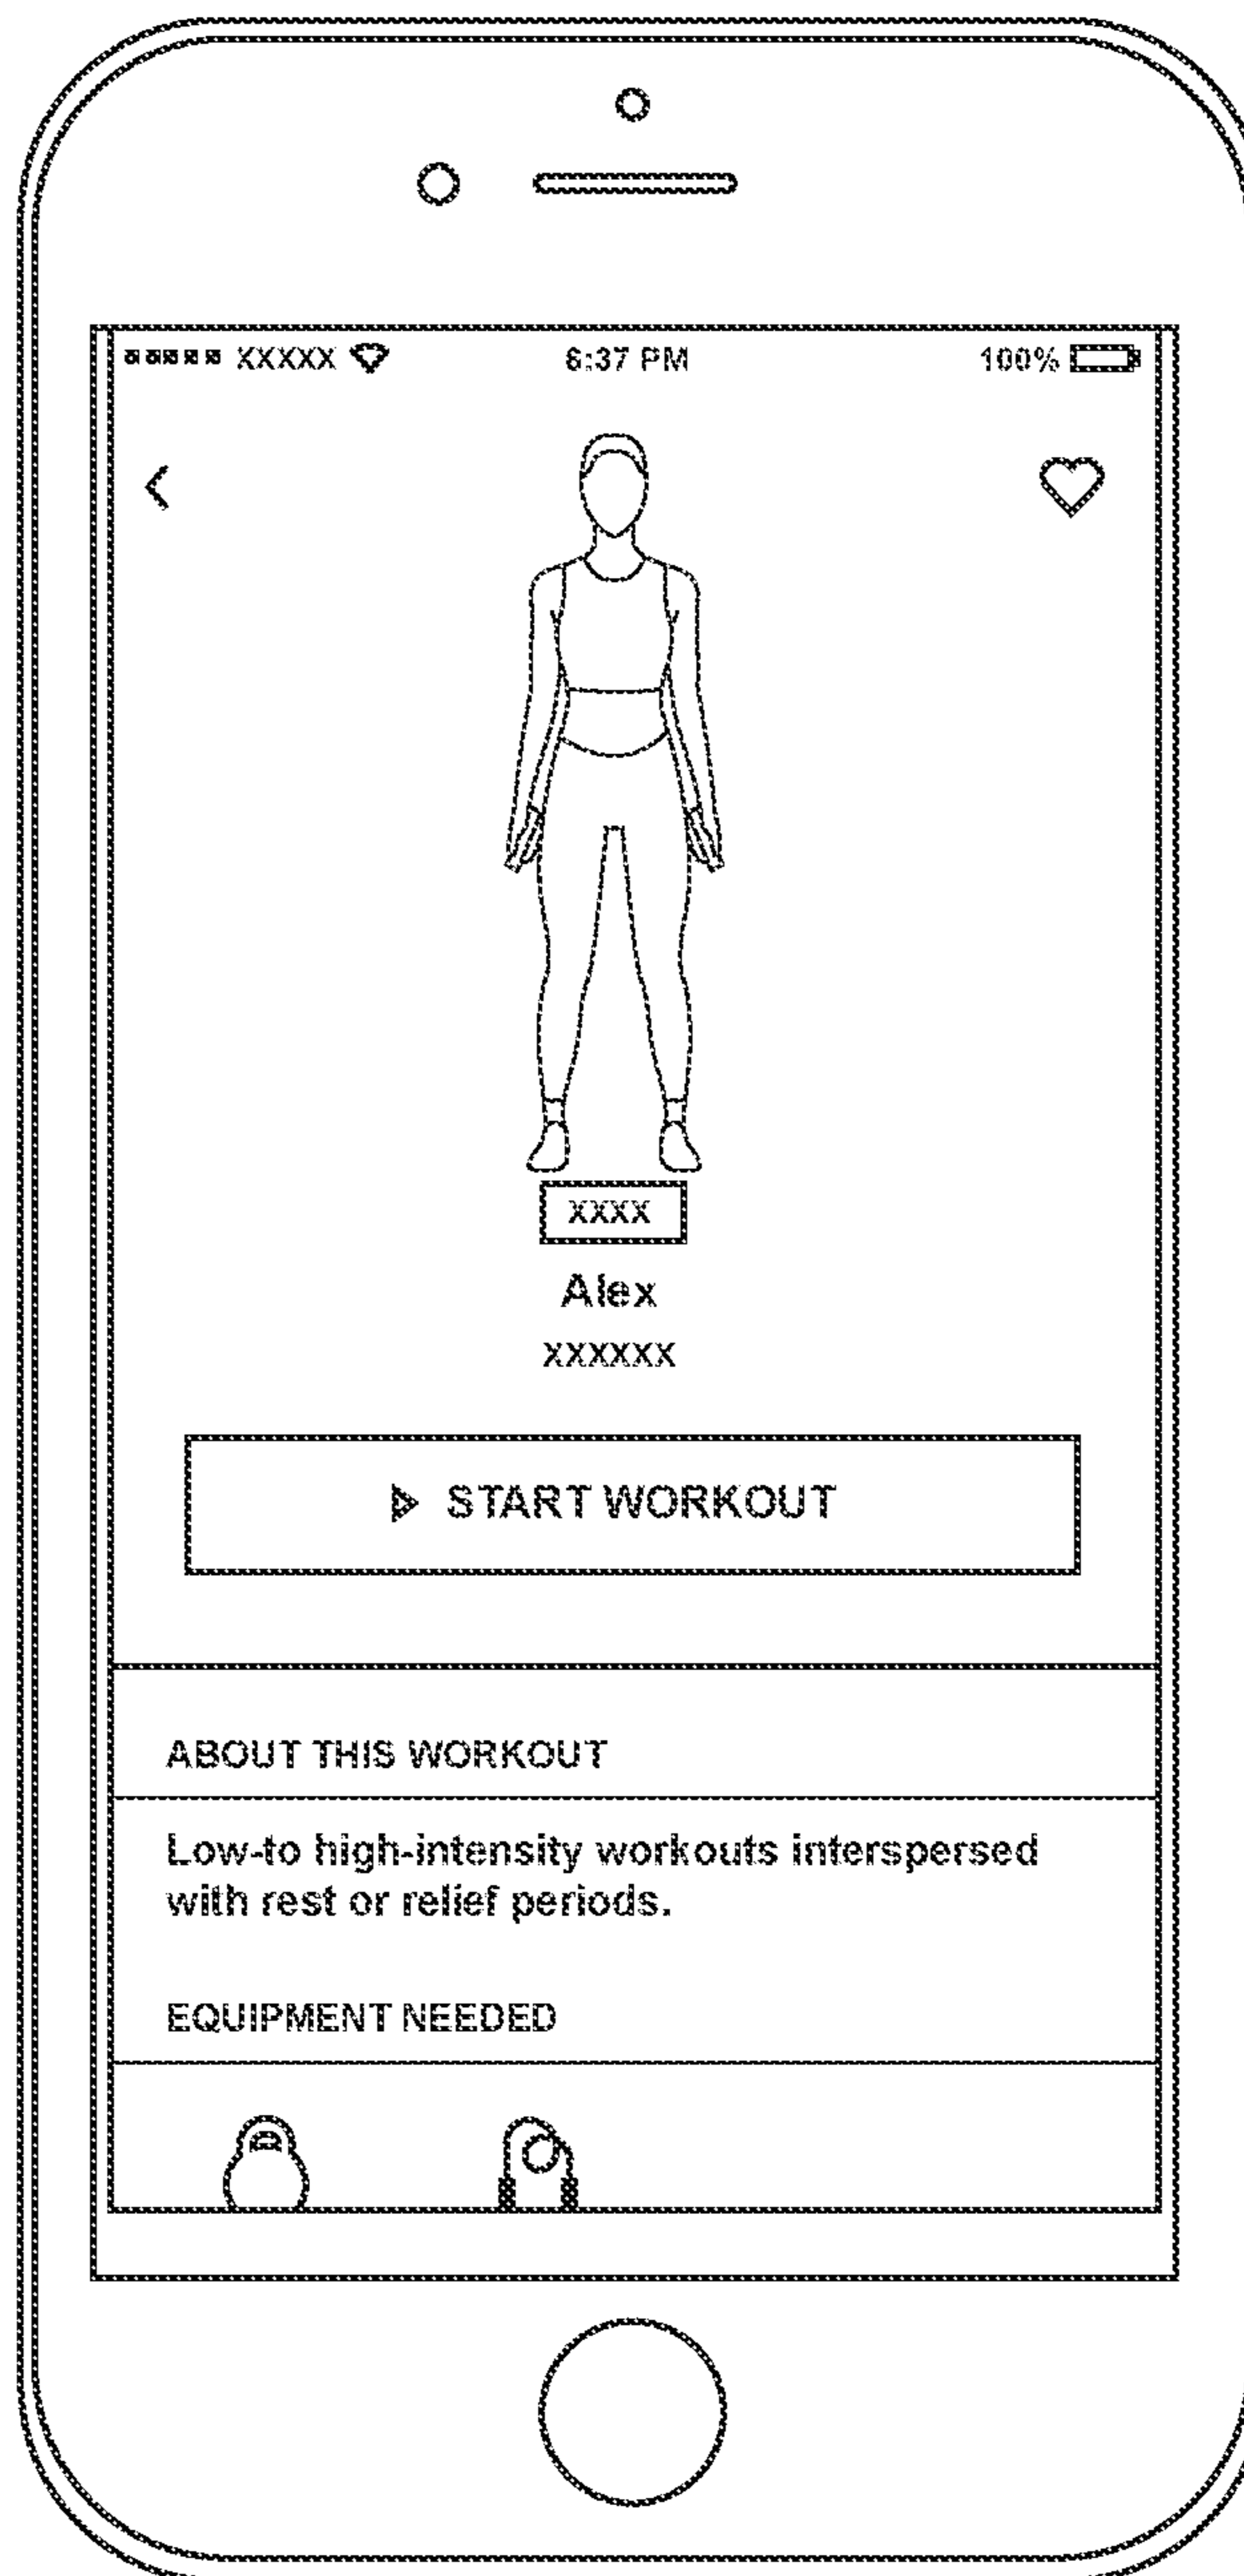 XXXXX 6:37 PM 100%
XXXX
Alex
XXXXXX
START WORKOUT
ABOUT THIS WORKOUT
Low-to high-intensity workouts interspersed
with rest or relief periods.
EQUIPMENT NEEDED